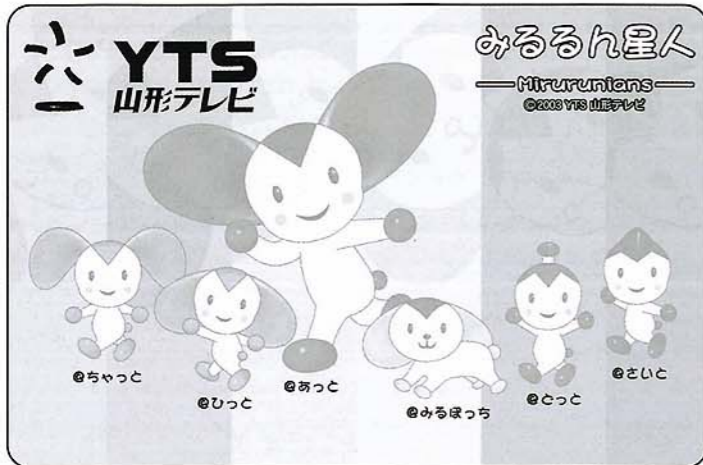 YTS
山形テレビ
みるるん星人
Mirurunians
©2003 YTS 山形テレビ
@ちゃっと
@ひっと
@あっと
@みるぽっち
@どっと
@さいと